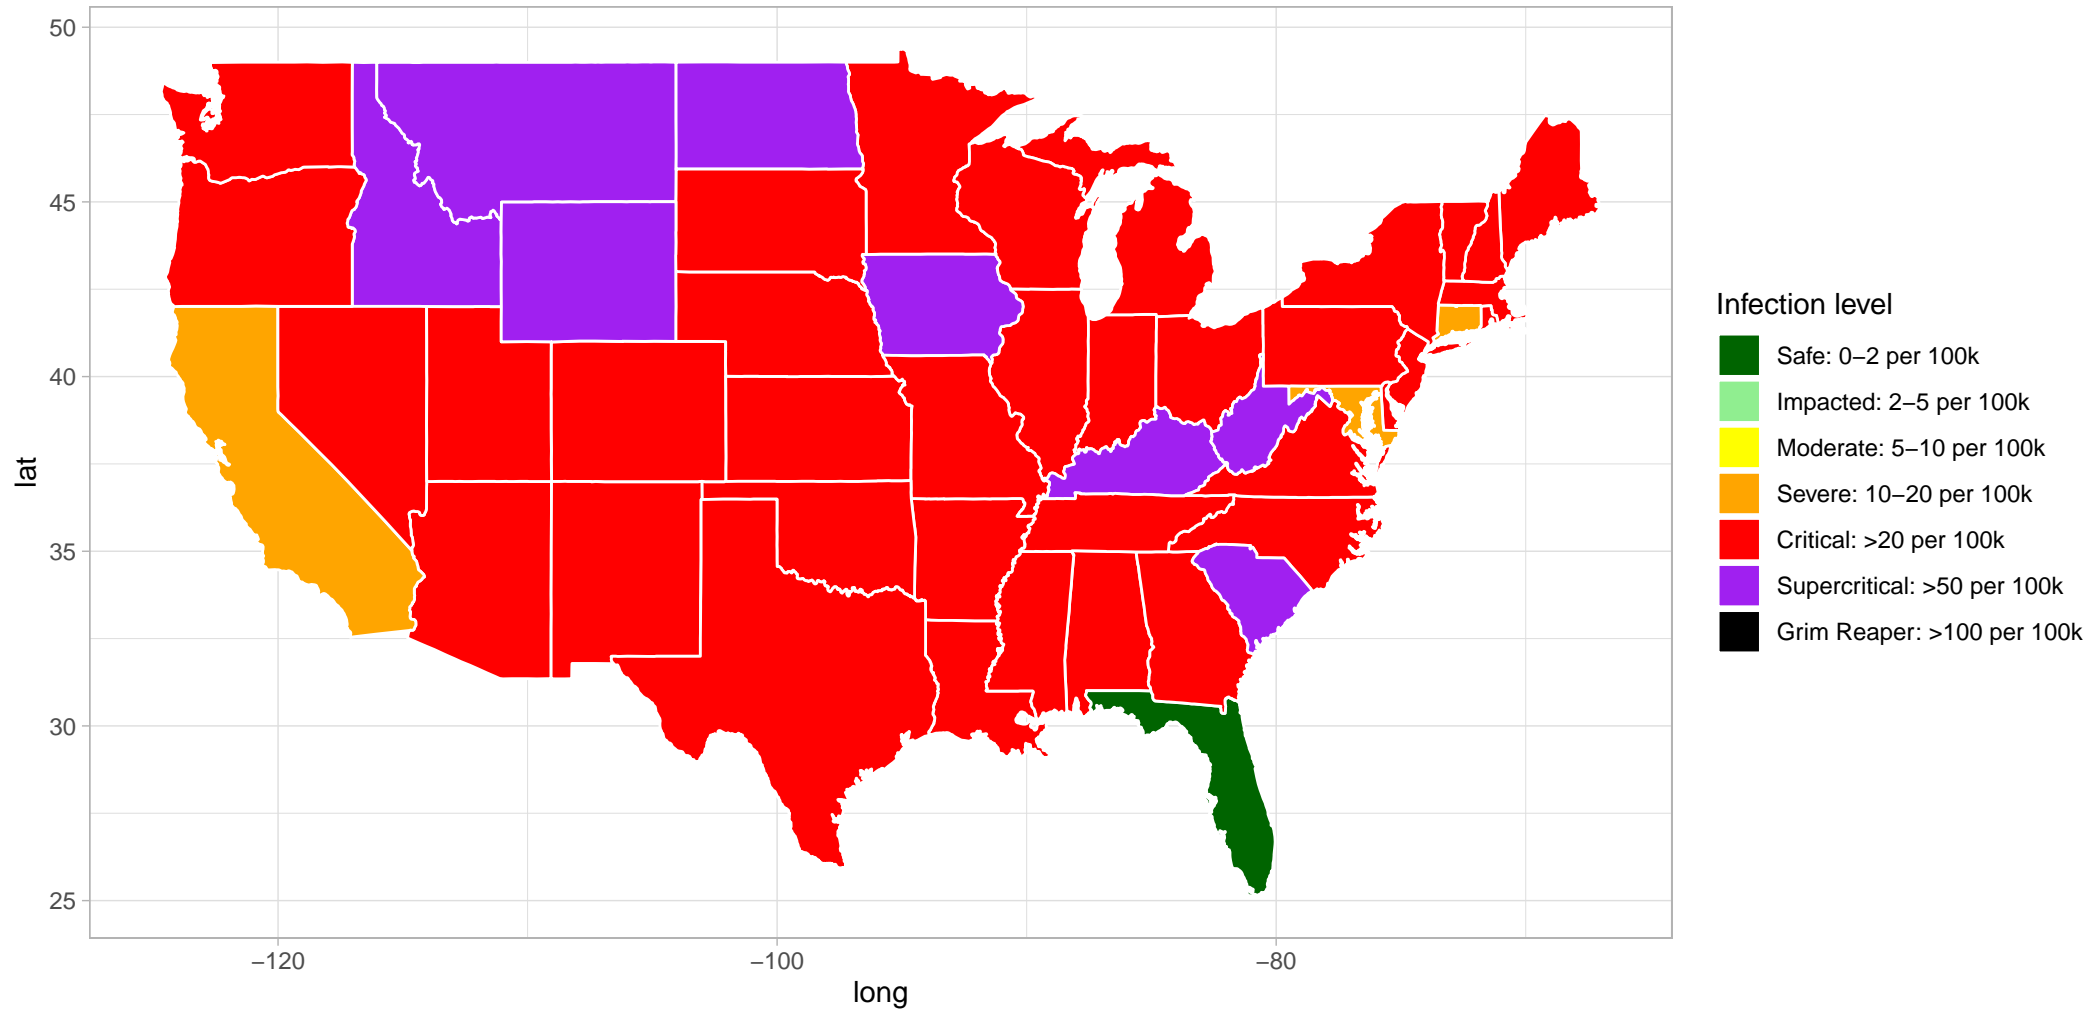 50
45
40
35
30
25
lat
−120
−100
−80
long
Infection level
Safe: 0−2 per 100k
Impacted: 2−5 per 100k
Moderate: 5−10 per 100k
Severe: 10−20 per 100k
Critical: >20 per 100k
Supercritical: >50 per 100k
Grim Reaper: >100 per 100k